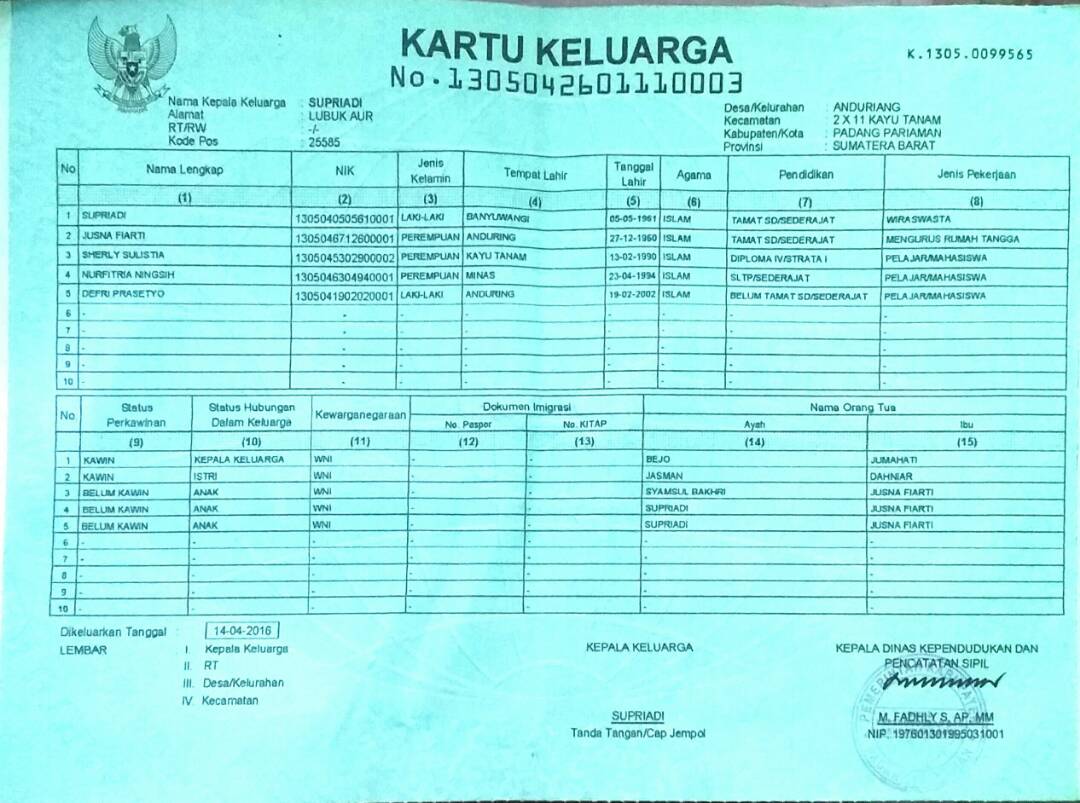 KARTU KELUARGA
No. 1305042601110003
K.1305.0099565
Nama Kepala Keluarga : SUPRIADI
Alamat : LUBUK AUR
RT/RW : -/-
Kode Pos : 25585
Desa/Kelurahan : ANDURIANG
Kecamatan : 2 X 11 KAYU TANAM
Kabupaten/Kota : PADANG PARIAMAN
Provinsi : SUMATERA BARAT
No Nama Lengkap NIK Jenis Kelamin Tempat Lahir Tanggal Lahir Agama Pendidikan Jenis Pekerjaan
(1) (2) (3) (4) (5) (6) (7) (8)
1 SUPRIADI 1305040505610001 LAKI-LAKI BANYUWANGI 05-05-1961 ISLAM TAMAT SD/SEDERAJAT WIRASWASTA
2 JUSNA FIARTI 1305046712600001 PEREMPUAN ANDURING 27-12-1960 ISLAM TAMAT SD/SEDERAJAT MENGURUS RUMAH TANGGA
3 SHERLY SULISTIA 1305045302900002 PEREMPUAN KAYU TANAM 13-02-1990 ISLAM DIPLOMA IV/STRATA I PELAJAR/MAHASISWA
4 NURFITRIA NINGSIH 1305046304940001 PEREMPUAN MINAS 23-04-1994 ISLAM SLTP/SEDERAJAT PELAJAR/MAHASISWA
5 DEFRI PRASETYO 1305041902020001 LAKI-LAKI ANDURING 19-02-2002 ISLAM BELUM TAMAT SD/SEDERAJAT PELAJAR/MAHASISWA
6 - - - - - - - -
7 - - - - - - - -
8 - - - - - - - -
9 - - - - - - - -
10 - - - - - - - -
No Status Perkawinan Status Hubungan Dalam Keluarga Kewarganegaraan Dokumen Imigrasi Nama Orang Tua
No. Paspor No. KITAP Ayah Ibu
(9) (10) (11) (12) (13) (14) (15)
1 KAWIN KEPALA KELUARGA WNI - - BEJO JUMAHATI
2 KAWIN ISTRI WNI - - JASMAN DAHNIAR
3 BELUM KAWIN ANAK WNI - - SYAMSUL BAKHRI JUSNA FIARTI
4 BELUM KAWIN ANAK WNI - - SUPRIADI JUSNA FIARTI
5 BELUM KAWIN ANAK WNI - - SUPRIADI JUSNA FIARTI
6 - - - - - - -
7 - - - - - - -
8 - - - - - - -
9 - - - - - - -
10 - - - - - - -
Dikeluarkan Tanggal : 14-04-2016
LEMBAR : I. Kepala Keluarga
II. RT
III. Desa/Kelurahan
IV. Kecamatan
KEPALA KELUARGA
SUPRIADI
Tanda Tangan/Cap Jempol
KEPALA DINAS KEPENDUDUKAN DAN
PENCATATAN SIPIL
M. FADHLY S, AP, MM
NIP. 197601301995031001